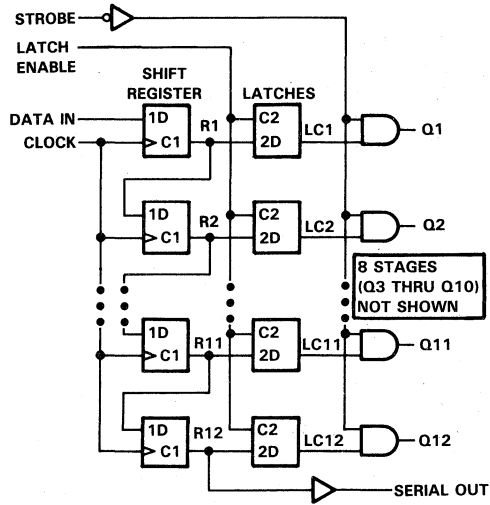 STROBE
LATCH
ENABLE
SHIFT
REGISTER
LATCHES
DATA IN
CLOCK
1D
C1
R1
C2
2D
LC1
Q1
1D
C1
R2
C2
2D
LC2
Q2
8 STAGES
(Q3 THRU Q10)
NOT SHOWN
1D
C1
R11
C2
2D
LC11
Q11
1D
C1
R12
C2
2D
LC12
Q12
SERIAL OUT